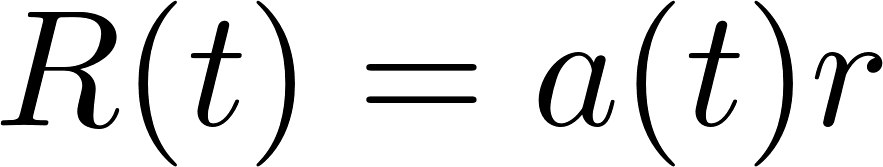 R(t) = a(t)r